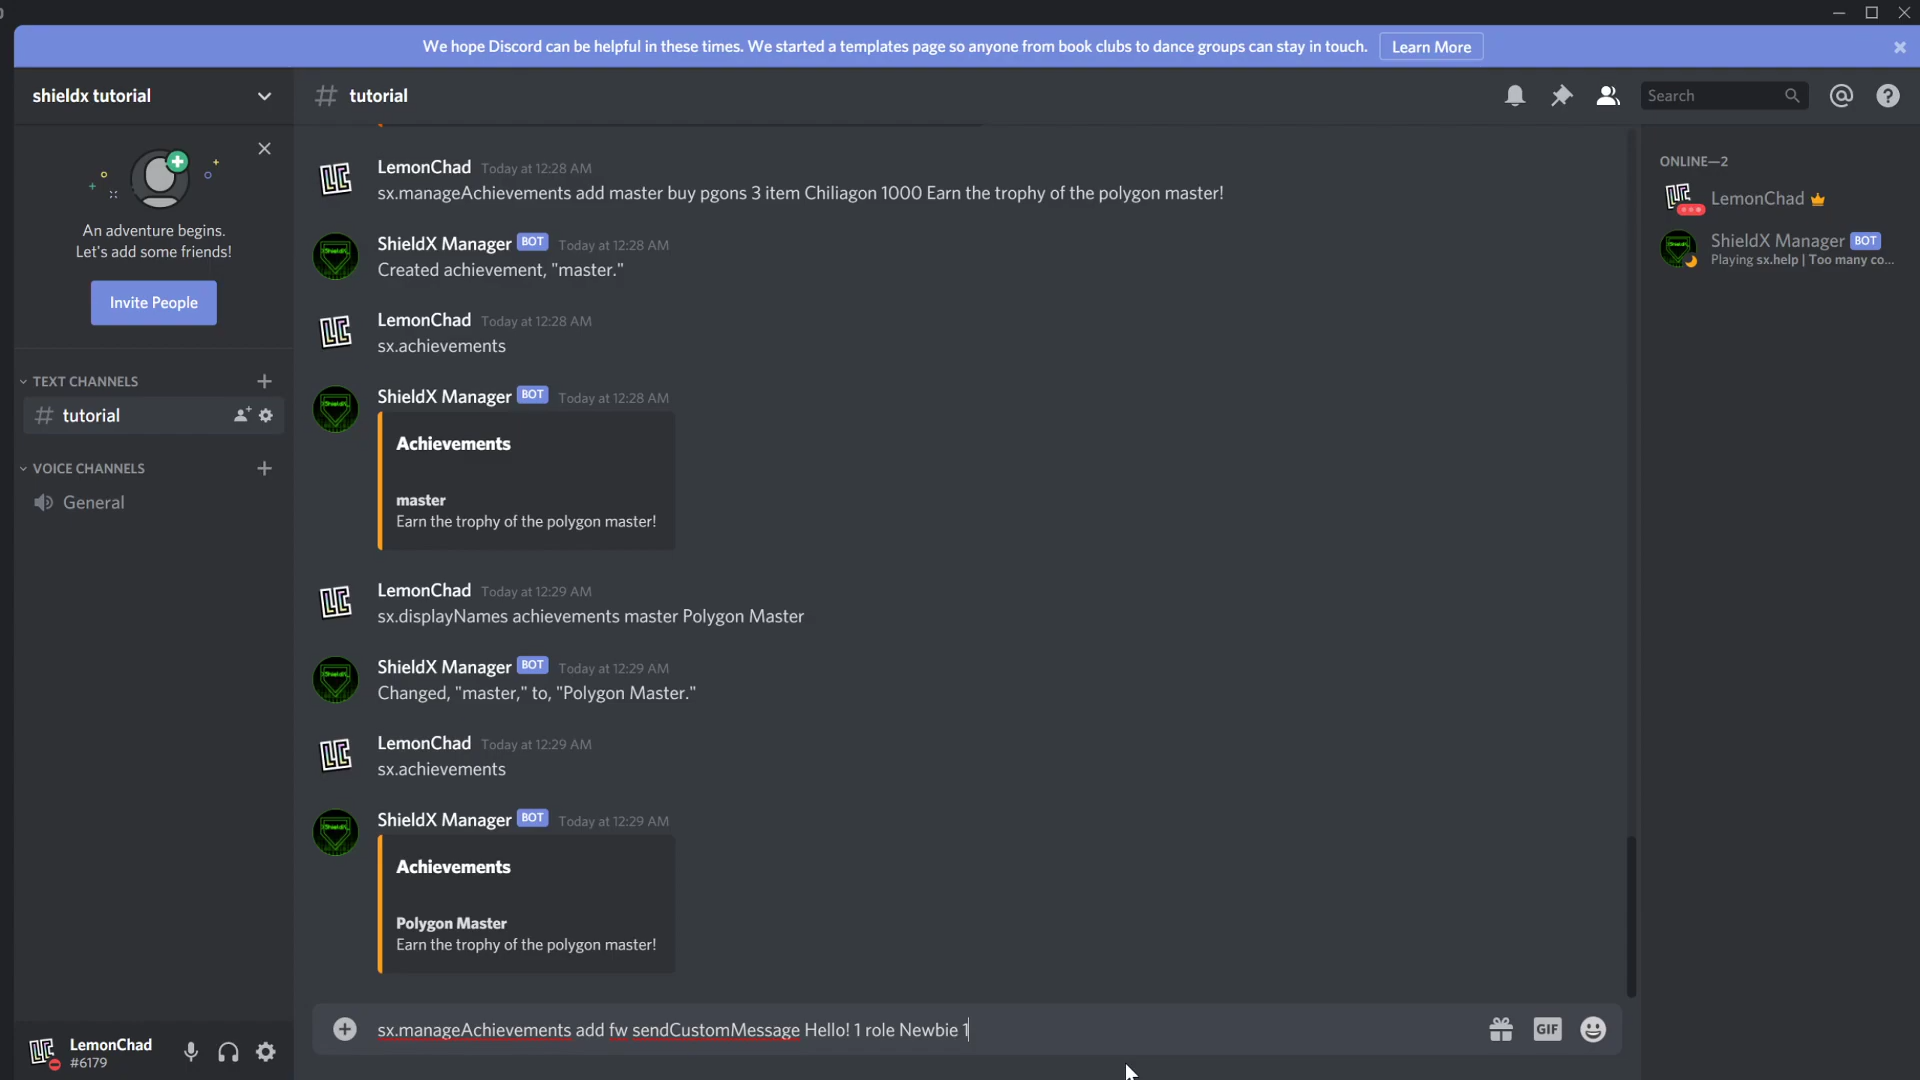 We hope Discord can be helpful in these times. We started a templates page so anyone from book clubs to dance groups can stay in touch. Learn More
shieldx tutorial
tutorial
Search
An adventure begins.
Let's add some friends!
Invite People
TEXT CHANNELS
tutorial
VOICE CHANNELS
General
LemonChad
#6179
LemonChad Today at 12:28 AM
sx.manageAchievements add master buy pgons 3 item Chiliagon 1000 Earn the trophy of the polygon master!
ShieldX Manager BOT Today at 12:28 AM
Created achievement, "master."
LemonChad Today at 12:28 AM
sx.achievements
ShieldX Manager BOT Today at 12:28 AM
Achievements
master
Earn the trophy of the polygon master!
LemonChad Today at 12:29 AM
sx.displayNames achievements master Polygon Master
ShieldX Manager BOT Today at 12:29 AM
Changed, "master," to, "Polygon Master."
LemonChad Today at 12:29 AM
sx.achievements
ShieldX Manager BOT Today at 12:29 AM
Achievements
Polygon Master
Earn the trophy of the polygon master!
sx.manageAchievements add fw sendCustomMessage Hello! 1 role Newbie 1
GIF
ONLINE—2
LemonChad
ShieldX Manager BOT
Playing sx.help | Too many co...